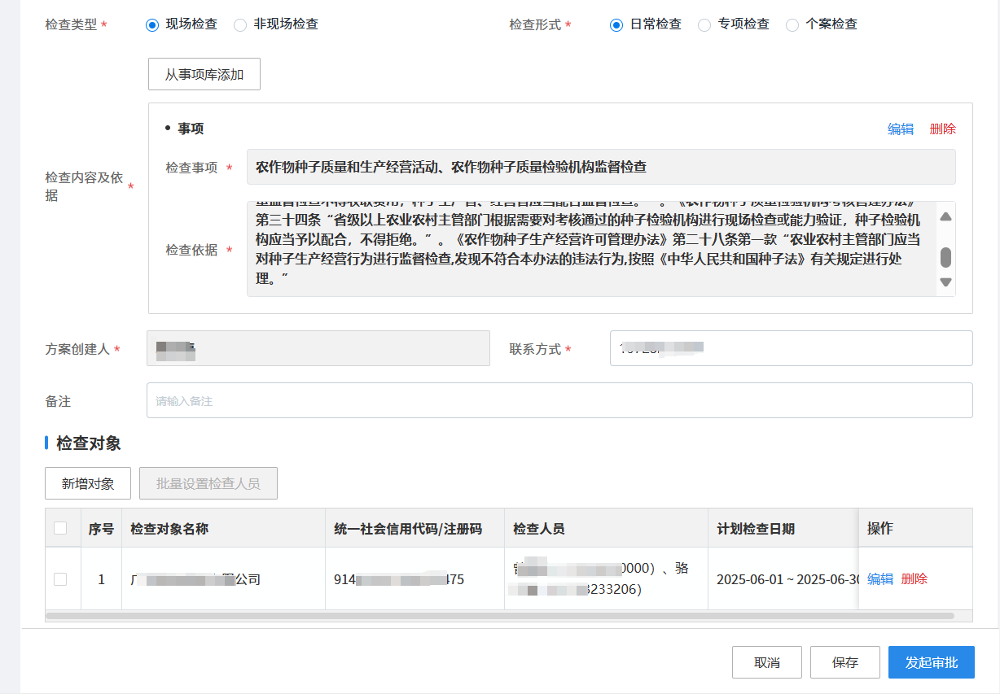 检查类型 * 现场检查 非现场检查 检查形式 * 日常检查 专项检查 个案检查
从事项库添加
• 事项 编辑 删除
检查内容及依据 *
检查事项 * 农作物种子质量和生产经营活动、农作物种子质量检验机构监督检查
检查依据 *
第三十四条“省级以上农业农村主管部门根据需要对考核通过的种子检验机构进行现场检查或能力验证，种子检验机
构应当予以配合，不得拒绝。”。《农作物种子生产经营许可管理办法》第二十八条第一款“农业农村主管部门应当
对种子生产经营行为进行监督检查,发现不符合本办法的违法行为,按照《中华人民共和国种子法》有关规定进行处
理。”
方案创建人 * 联系方式 *
备注 请输入备注
检查对象
新增对象 批量设置检查人员
序号 检查对象名称 统一社会信用代码/注册码 检查人员 计划检查日期 操作
1 公司 914 475 0000）、骆 2025-06-01 ~ 2025-06-30 编辑 删除
3233206）
取消 保存 发起审批